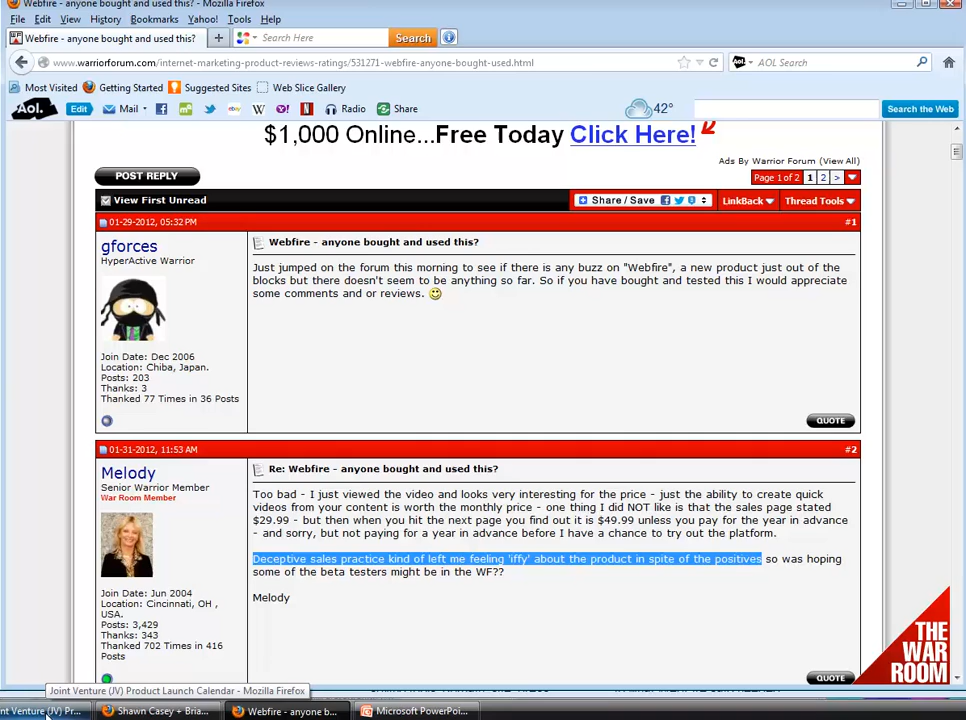 Webfire - anyone bought and used this? - Mozilla Firefox
File Edit View History Bookmarks Yahoo! Tools Help
Webfire - anyone bought and used this? + Search Here Search
www.warriorforum.com/internet-marketing-product-reviews-ratings/531271-webfire-anyone-bought-used.html Aol. AOL Search
Most Visited Getting Started Suggested Sites Web Slice Gallery
Aol. Edit Mail Radio Share 42° Search the Web
$1,000 Online...Free Today Click Here!
Ads By Warrior Forum (View All)
POST REPLY Page 1 of 2 1 2 >
View First Unread Share / Save LinkBack Thread Tools
01-29-2012, 05:32 PM #1
gforces
HyperActive Warrior
Webfire - anyone bought and used this?
Just jumped on the forum this morning to see if there is any buzz on "Webfire", a new product just out of the
blocks but there doesn't seem to be anything so far. So if you have bought and tested this I would appreciate
some comments and or reviews.
Join Date: Dec 2006
Location: Chiba, Japan.
Posts: 203
Thanks: 3
Thanked 77 Times in 36 Posts
QUOTE
01-31-2012, 11:53 AM #2
Melody
Senior Warrior Member
War Room Member
Re: Webfire - anyone bought and used this?
Too bad - I just viewed the video and looks very interesting for the price - just the ability to create quick
videos from your content is worth the monthly price - one thing I did NOT like is that the sales page stated
$29.99 - but then when you hit the next page you find out it is $49.99 unless you pay for the year in advance
- and sorry, but not paying for a year in advance before I have a chance to try out the platform.
Deceptive sales practice kind of left me feeling 'iffy' about the product in spite of the positives so was hoping
some of the beta testers might be in the WF??
Melody
Join Date: Jun 2004
Location: Cincinnati, OH ,
USA.
Posts: 3,429
Thanks: 343
Thanked 702 Times in 416
Posts
QUOTE
THE
WAR
ROOM
Joint Venture (JV) Product Launch Calendar - Mozilla Firefox
nt Venture (JV) Pr... Shawn Casey + Bria... Webfire - anyone b... Microsoft PowerPoi...